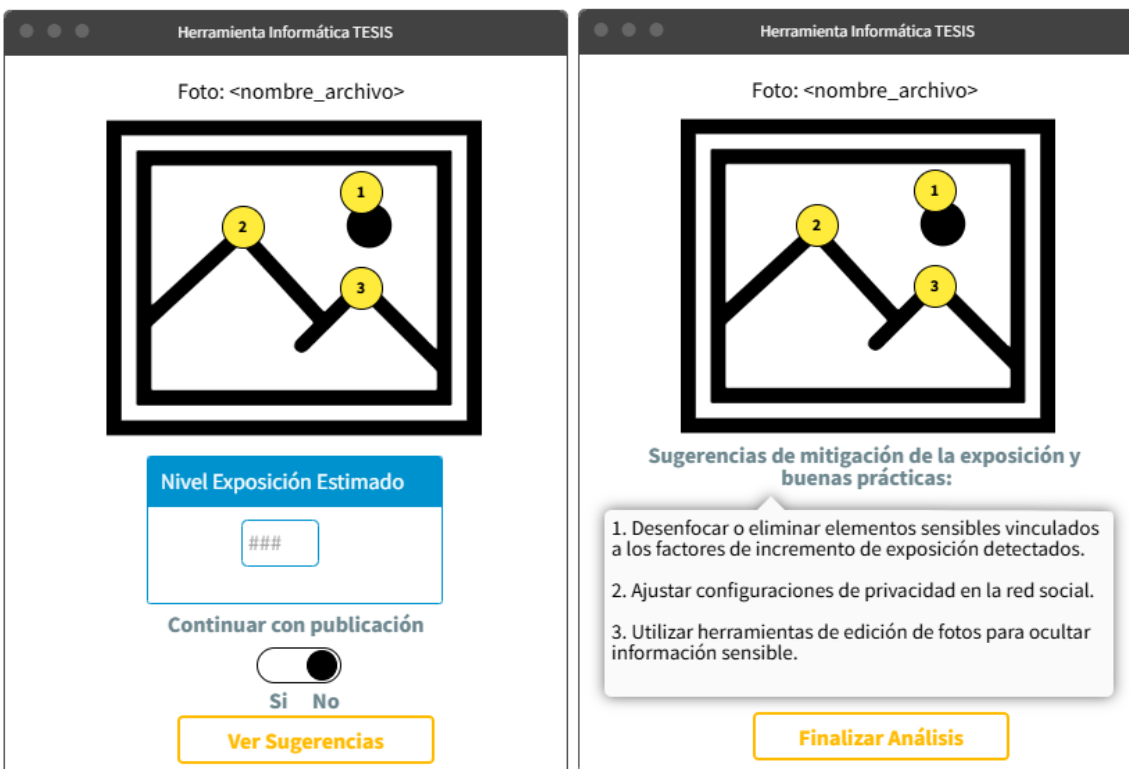 Herramienta Informática TESIS
Foto: <nombre_archivo>
1
2
3
Nivel Exposición Estimado
###
Continuar con publicación
Si No
Ver Sugerencias
Herramienta Informática TESIS
Foto: <nombre_archivo>
1
2
3
Sugerencias de mitigación de la exposición y
buenas prácticas:
1. Desenfocar o eliminar elementos sensibles vinculados
a los factores de incremento de exposición detectados.
2. Ajustar configuraciones de privacidad en la red social.
3. Utilizar herramientas de edición de fotos para ocultar
información sensible.
Finalizar Análisis